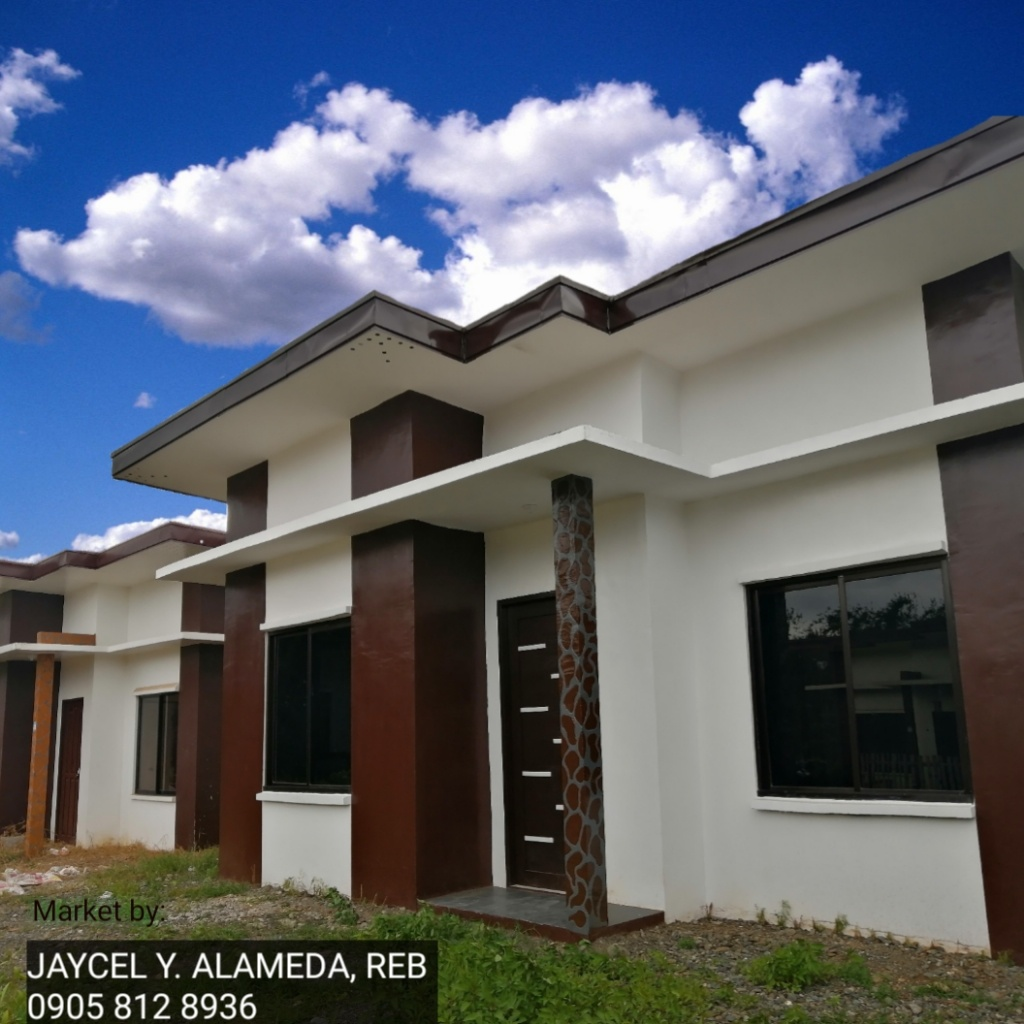 Market by:
JAYCEL Y. ALAMEDA, REB
0905 812 8936